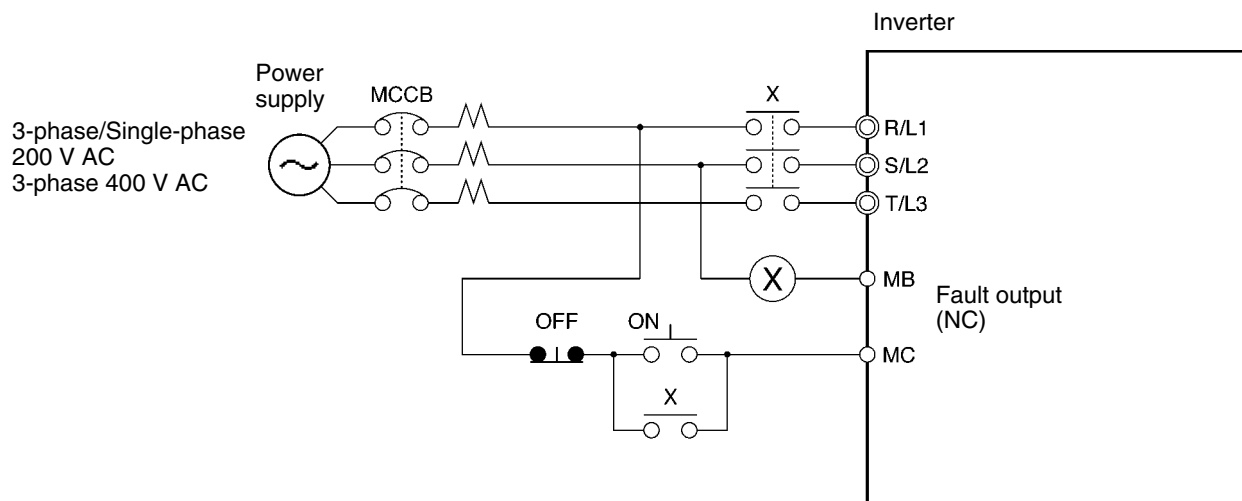 Inverter
Power
supply
MCCB
X
3-phase/Single-phase
200 V AC
3-phase 400 V AC
R/L1
S/L2
T/L3
X
MB
Fault output
(NC)
OFF
ON
MC
X